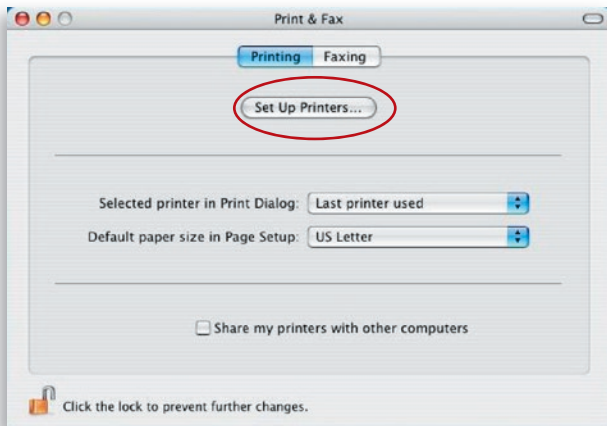 Print & Fax
Printing Faxing
Set Up Printers...
Selected printer in Print Dialog: Last printer used
Default paper size in Page Setup: US Letter
Share my printers with other computers
Click the lock to prevent further changes.